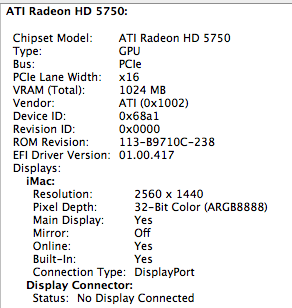 ATI Radeon HD 5750:
Chipset Model: ATI Radeon HD 5750
Type: GPU
Bus: PCIe
PCIe Lane Width: x16
VRAM (Total): 1024 MB
Vendor: ATI (0x1002)
Device ID: 0x68a1
Revision ID: 0x0000
ROM Revision: 113-B9710C-238
EFI Driver Version: 01.00.417
Displays:
iMac:
Resolution: 2560 x 1440
Pixel Depth: 32-Bit Color (ARGB8888)
Main Display: Yes
Mirror: Off
Online: Yes
Built-In: Yes
Connection Type: DisplayPort
Display Connector:
Status: No Display Connected